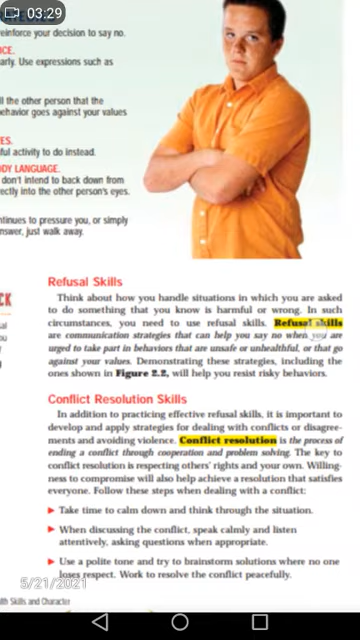 03:29
reinforce your decision to say no.
CE.
arly. Use expressions such as
ll the other person that the
behavior goes against your values
ES.
ful activity to do instead.
DY LANGUAGE.
don't intend to back down from
rectly into the other person's eyes.
ntinues to pressure you, or simply
nswer, just walk away.
CK
Refusal Skills
Think about how you handle situations in which you are asked
to do something that you know is harmful or wrong. In such
circumstances, you need to use refusal skills. Refusal skills
are communication strategies that can help you say no when you are
urged to take part in behaviors that are unsafe or unhealthful, or that go
against your values. Demonstrating these strategies, including the
ones shown in Figure 2.2, will help you resist risky behaviors.
Conflict Resolution Skills
In addition to practicing effective refusal skills, it is important to
develop and apply strategies for dealing with conflicts or disagree-
ments and avoiding violence. Conflict resolution is the process of
ending a conflict through cooperation and problem solving. The key to
conflict resolution is respecting others' rights and your own. Willing-
ness to compromise will also help achieve a resolution that satisfies
everyone. Follow these steps when dealing with a conflict:
► Take time to calm down and think through the situation.
► When discussing the conflict, speak calmly and listen
attentively, asking questions when appropriate.
► Use a polite tone and try to brainstorm solutions where no one
loses respect. Work to resolve the conflict peacefully.
5/21/2021
lth Skills and Character